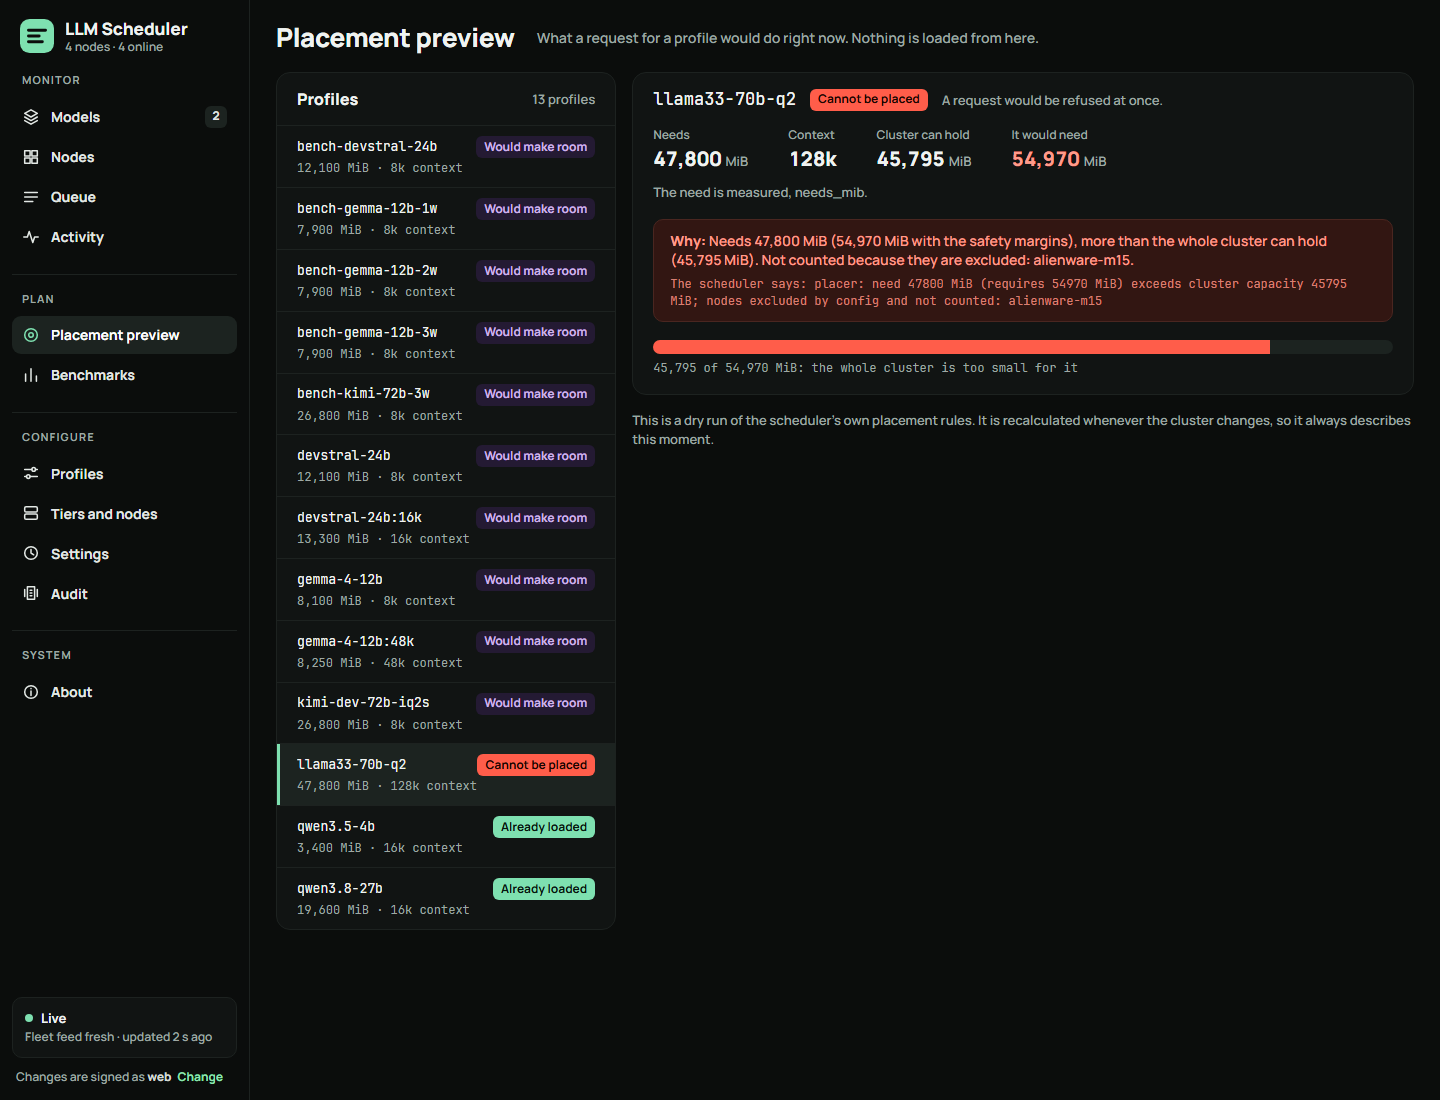 LLM Scheduler
4 nodes · 4 online
MONITOR
Models 2
Nodes
Queue
Activity
PLAN
Placement preview
Benchmarks
CONFIGURE
Profiles
Tiers and nodes
Settings
Audit
SYSTEM
About
Live
Fleet feed fresh · updated 2 s ago
Changes are signed as web Change
Placement preview What a request for a profile would do right now. Nothing is loaded from here.
Profiles 13 profiles
bench-devstral-24b Would make room
12,100 MiB · 8k context
bench-gemma-12b-1w Would make room
7,900 MiB · 8k context
bench-gemma-12b-2w Would make room
7,900 MiB · 8k context
bench-gemma-12b-3w Would make room
7,900 MiB · 8k context
bench-kimi-72b-3w Would make room
26,800 MiB · 8k context
devstral-24b Would make room
12,100 MiB · 8k context
devstral-24b:16k Would make room
13,300 MiB · 16k context
gemma-4-12b Would make room
8,100 MiB · 8k context
gemma-4-12b:48k Would make room
8,250 MiB · 48k context
kimi-dev-72b-iq2s Would make room
26,800 MiB · 8k context
llama33-70b-q2 Cannot be placed
47,800 MiB · 128k context
qwen3.5-4b Already loaded
3,400 MiB · 16k context
qwen3.8-27b Already loaded
19,600 MiB · 16k context
llama33-70b-q2 Cannot be placed A request would be refused at once.
Needs Context Cluster can hold It would need
47,800 MiB 128k 45,795 MiB 54,970 MiB
The need is measured, needs_mib.
Why: Needs 47,800 MiB (54,970 MiB with the safety margins), more than the whole cluster can hold
(45,795 MiB). Not counted because they are excluded: alienware-m15.
The scheduler says: placer: need 47800 MiB (requires 54970 MiB) exceeds cluster capacity 45795
MiB; nodes excluded by config and not counted: alienware-m15
45,795 of 54,970 MiB: the whole cluster is too small for it
This is a dry run of the scheduler's own placement rules. It is recalculated whenever the cluster changes, so it always describes
this moment.